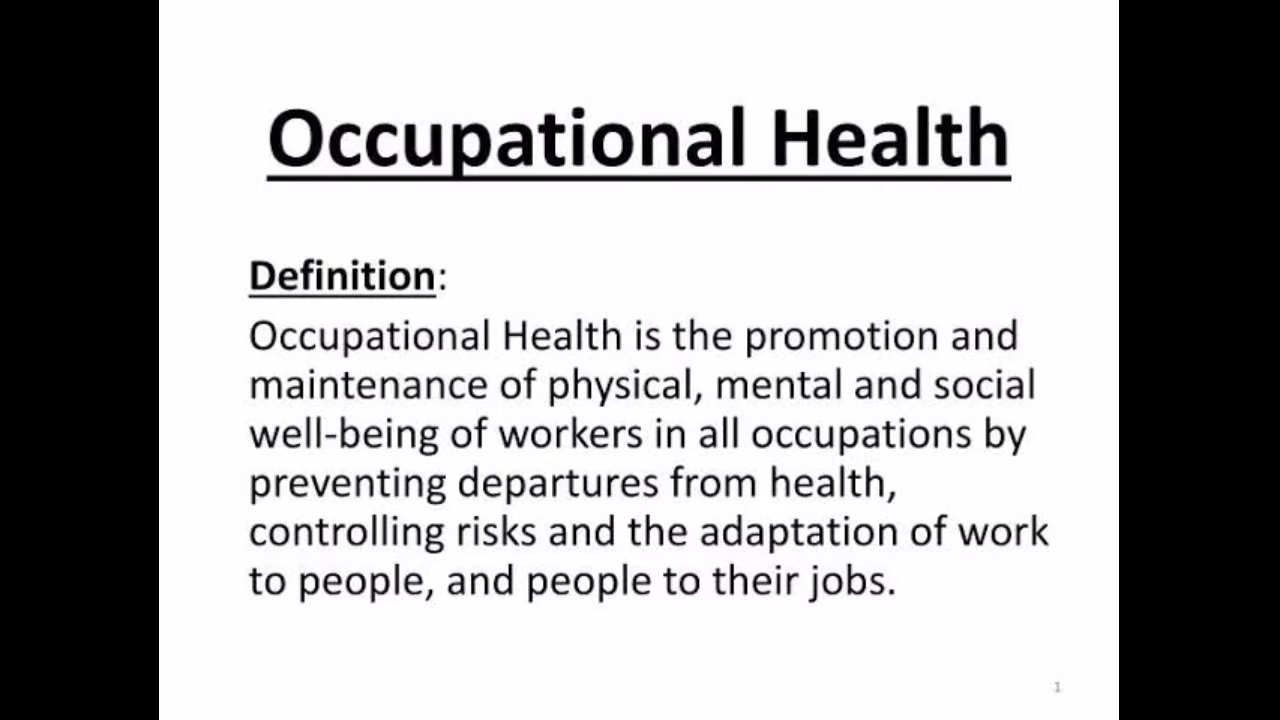 Occupational Health
Definition:
Occupational Health is the promotion and
maintenance of physical, mental and social
well-being of workers in all occupations by
preventing departures from health,
controlling risks and the adaptation of work
to people, and people to their jobs.
1